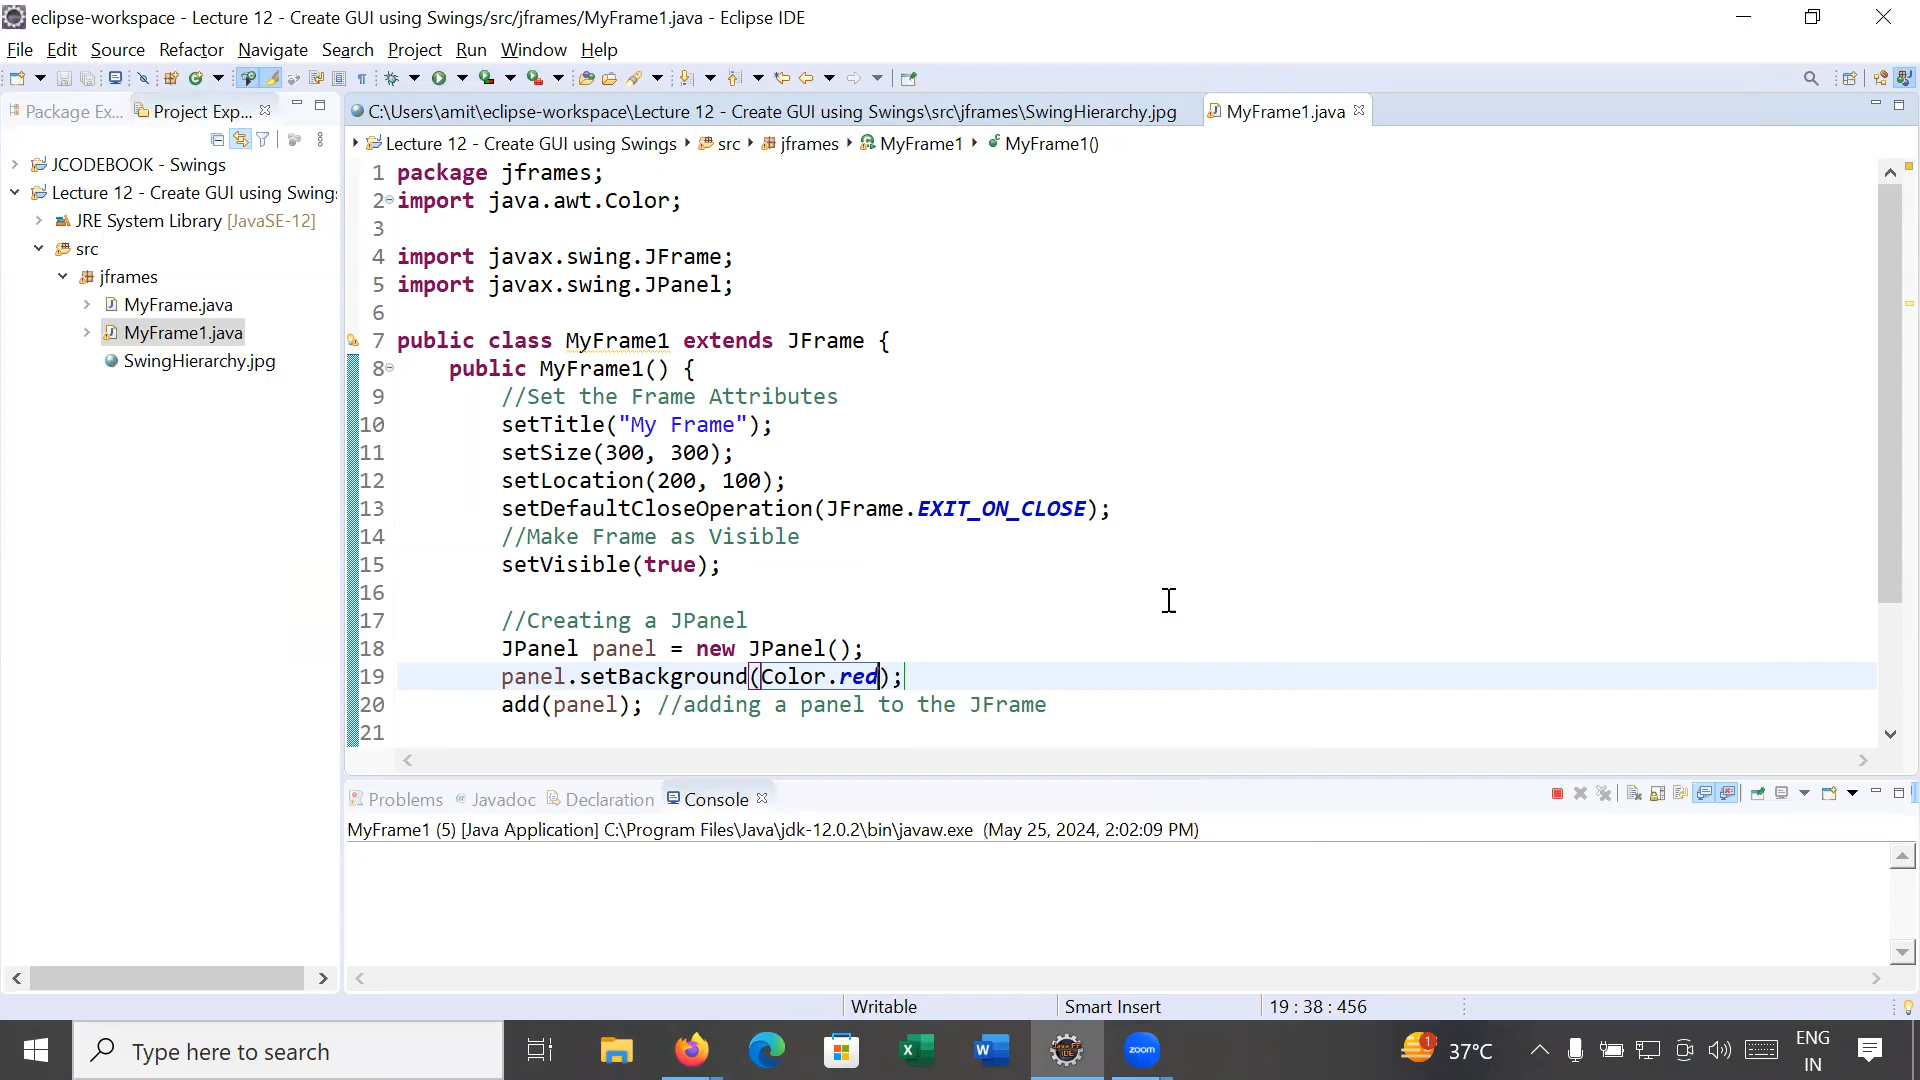 eclipse-workspace - Lecture 12 - Create GUI using Swings/src/jframes/MyFrame1.java - Eclipse IDE
File Edit Source Refactor Navigate Search Project Run Window Help
Package Ex... Project Exp...
C:\Users\amit\eclipse-workspace\Lecture 12 - Create GUI using Swings\src\jframes\SwingHierarchy.jpg MyFrame1.java
Lecture 12 - Create GUI using Swings src jframes MyFrame1 MyFrame1()
JCODEBOOK - Swings
Lecture 12 - Create GUI using Swings
JRE System Library [JavaSE-12]
src
jframes
MyFrame.java
MyFrame1.java
SwingHierarchy.jpg
1 package jframes;
2 import java.awt.Color;
3
4 import javax.swing.JFrame;
5 import javax.swing.JPanel;
6
7 public class MyFrame1 extends JFrame {
8 public MyFrame1() {
9 //Set the Frame Attributes
10 setTitle("My Frame");
11 setSize(300, 300);
12 setLocation(200, 100);
13 setDefaultCloseOperation(JFrame.EXIT_ON_CLOSE);
14 //Make Frame as Visible
15 setVisible(true);
16
17 //Creating a JPanel
18 JPanel panel = new JPanel();
19 panel.setBackground(Color.red);
20 add(panel); //adding a panel to the JFrame
21
Problems @ Javadoc Declaration Console
MyFrame1 (5) [Java Application] C:\Program Files\Java\jdk-12.0.2\bin\javaw.exe (May 25, 2024, 2:02:09 PM)
Writable Smart Insert 19 : 38 : 456
Type here to search
zoom
1
37°C
ENG
IN